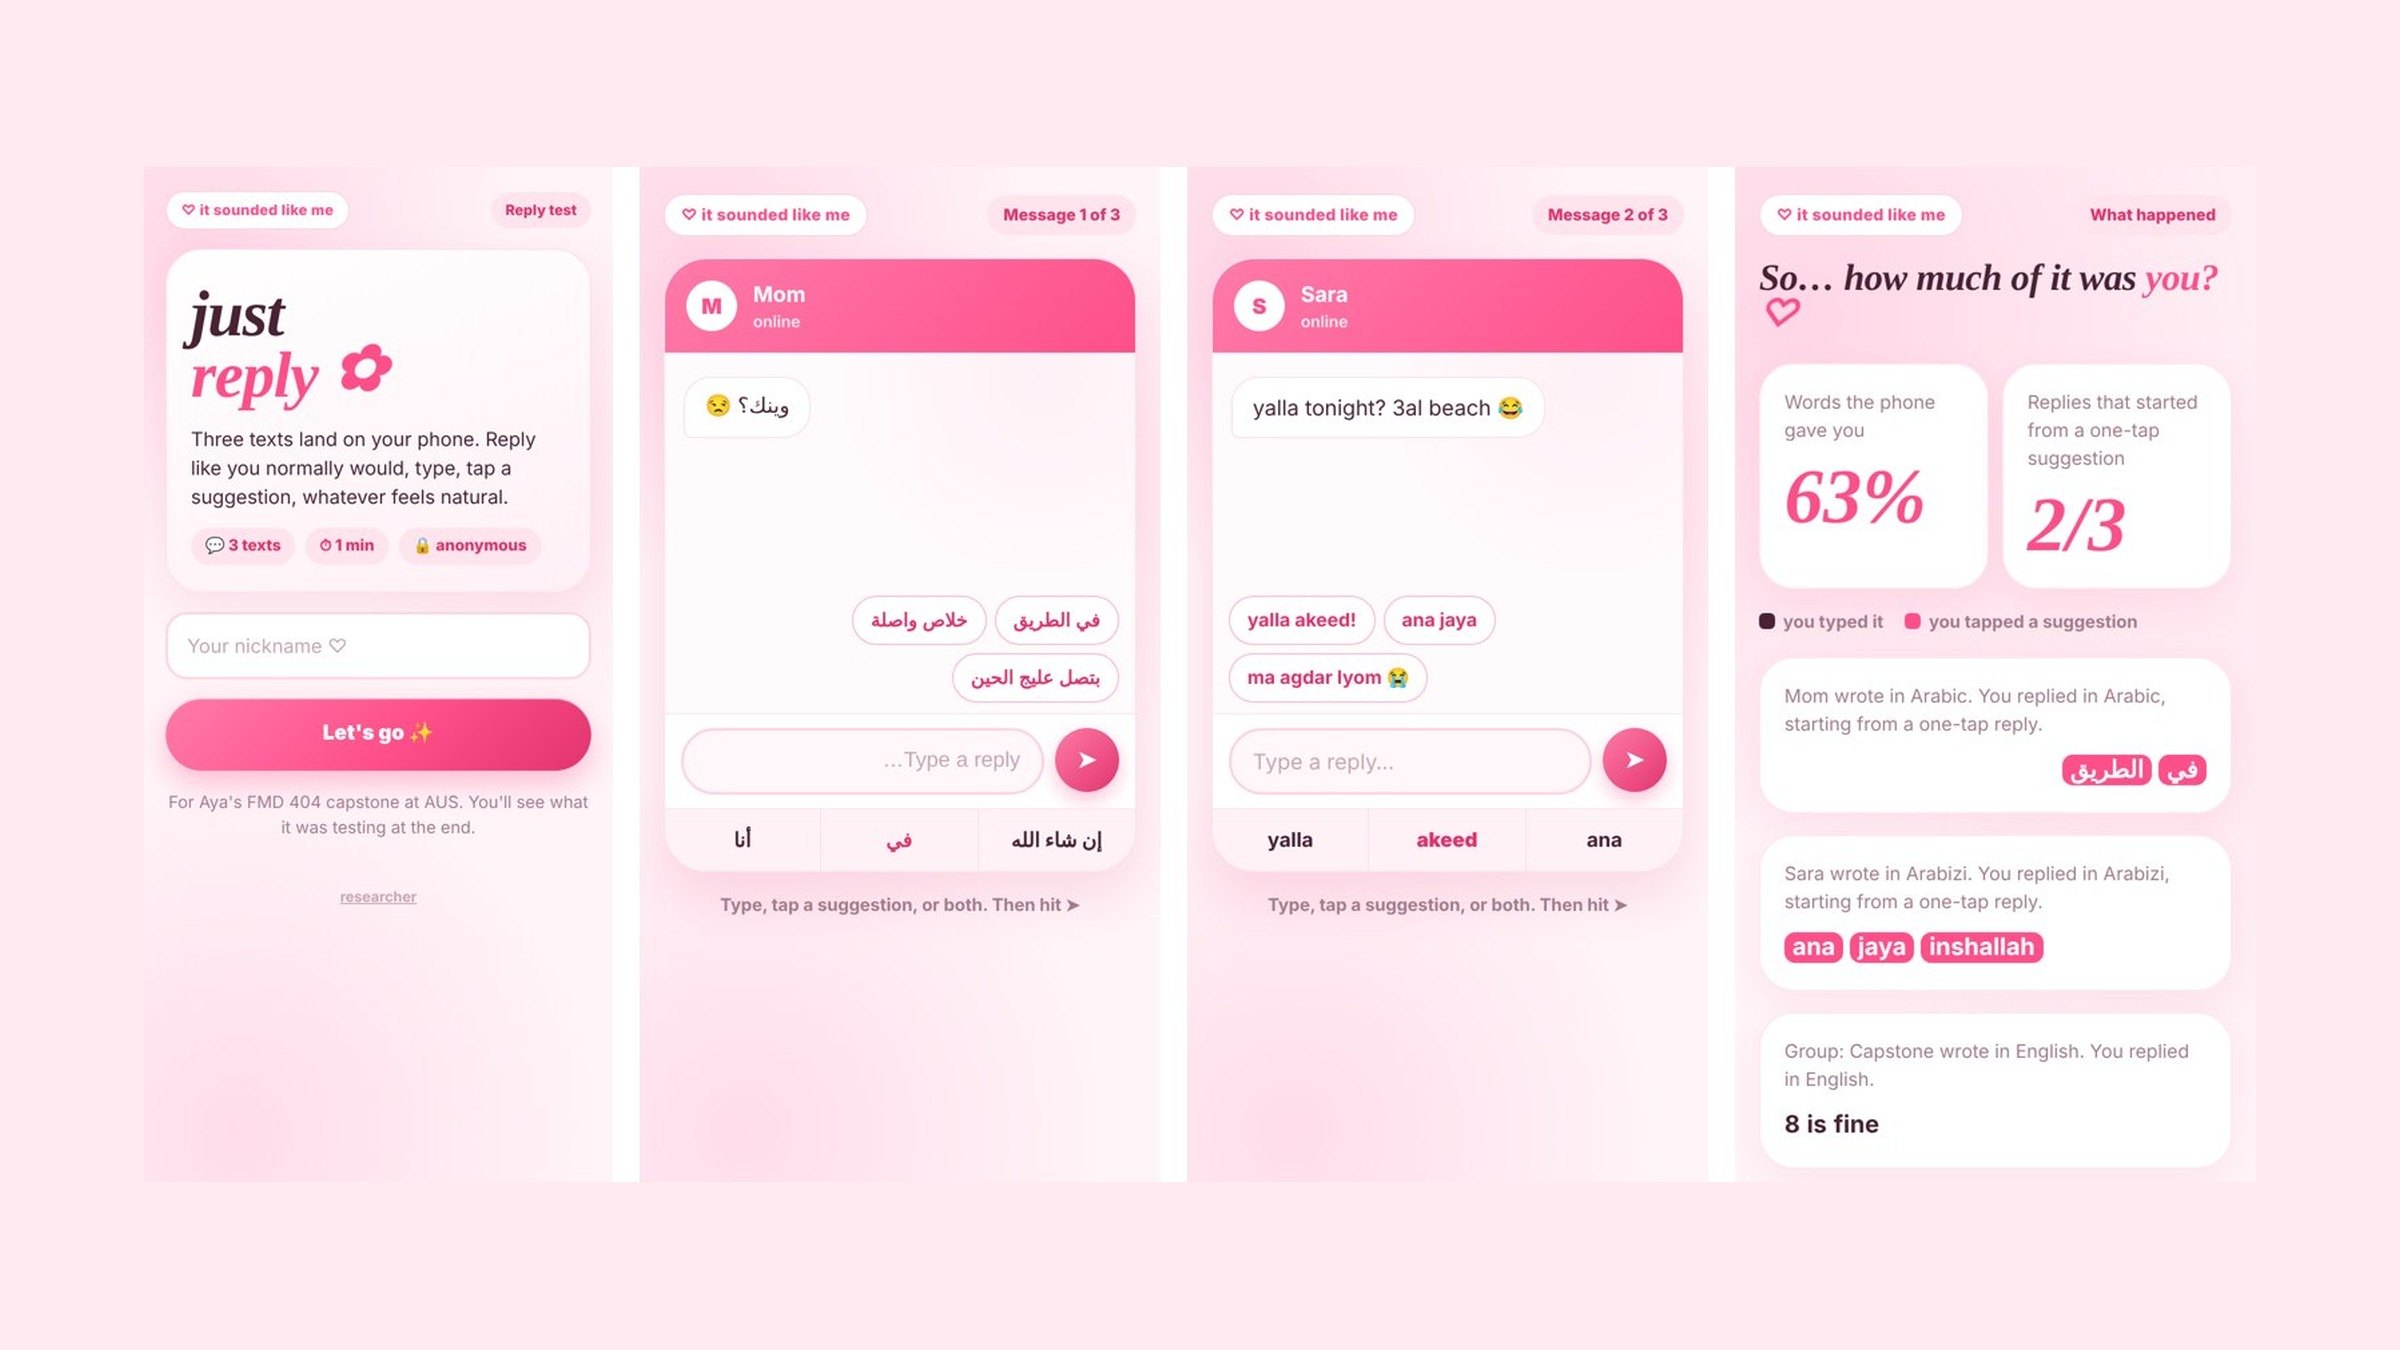 ♡ it sounded like me
Reply test
just
reply ✿
Three texts land on your phone. Reply
like you normally would, type, tap a
suggestion, whatever feels natural.
💬 3 texts
⏱ 1 min
🔒 anonymous
Your nickname ♡
Let's go ✨
For Aya's FMD 404 capstone at AUS. You'll see what
it was testing at the end.
researcher
♡ it sounded like me
Message 1 of 3
M
Mom
online
وينك؟ 😒
في الطريق
خلاص واصلة
بتصل عليج الحين
...Type a reply
➤
أنا
في
إن شاء الله
Type, tap a suggestion, or both. Then hit ➤
♡ it sounded like me
Message 2 of 3
S
Sara
online
yalla tonight? 3al beach 😂
yalla akeed!
ana jaya
ma agdar lyom 😭
Type a reply...
➤
yalla
akeed
ana
Type, tap a suggestion, or both. Then hit ➤
♡ it sounded like me
What happened
So... how much of it was you?
♡
Words the phone
gave you
63%
Replies that started
from a one-tap
suggestion
2/3
you typed it
you tapped a suggestion
Mom wrote in Arabic. You replied in Arabic,
starting from a one-tap reply.
في الطريق
Sara wrote in Arabizi. You replied in Arabizi,
starting from a one-tap reply.
ana jaya inshallah
Group: Capstone wrote in English. You replied
in English.
8 is fine